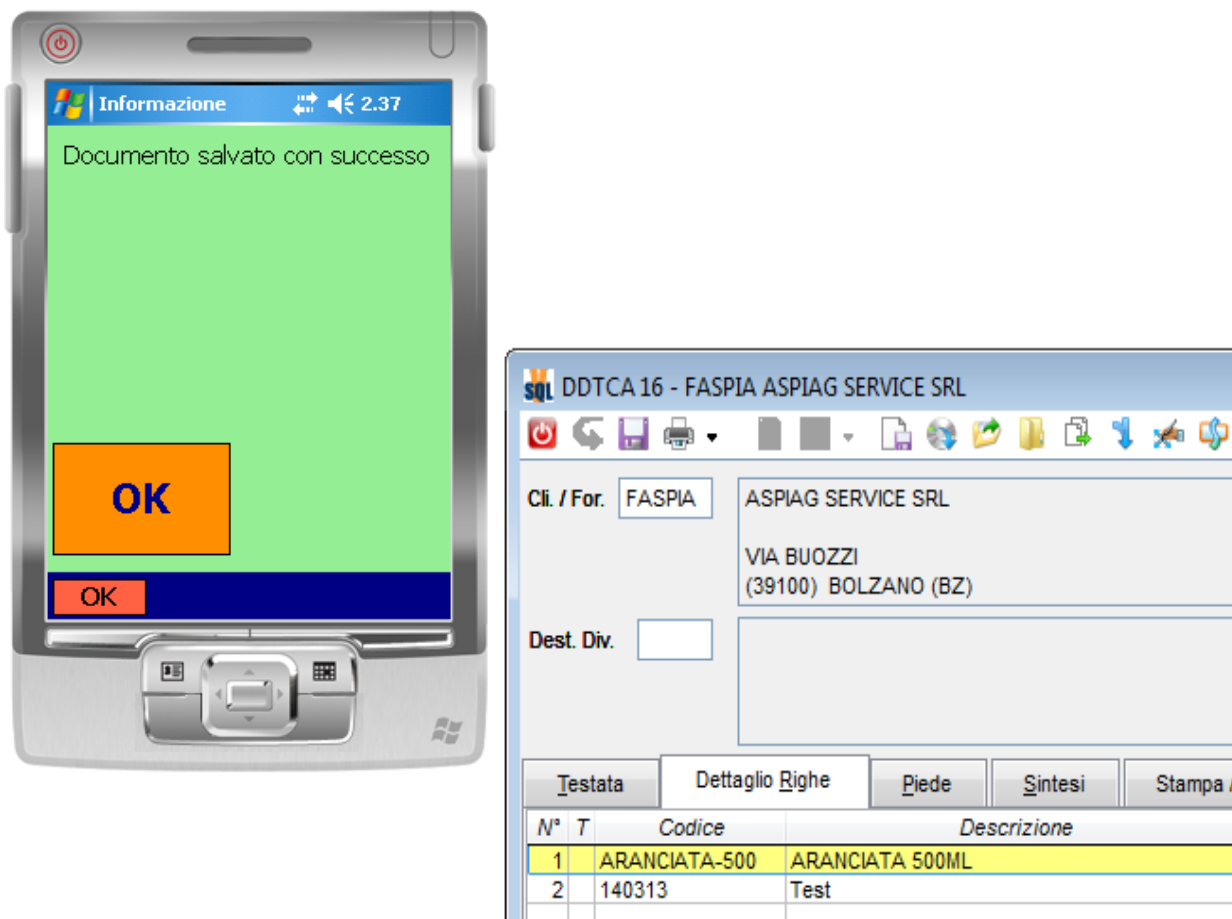 Informazione 2.37
Documento salvato con successo
OK
OK
SQL DDTCA 16 - FASPIA ASPIAG SERVICE SRL
Cli. / For. FASPIA ASPIAG SERVICE SRL
VIA BUOZZI
(39100) BOLZANO (BZ)
Dest. Div.
Testata Dettaglio Righe Piede Sintesi Stampa
N° T Codice Descrizione
1 ARANCIATA-500 ARANCIATA 500ML
2 140313 Test